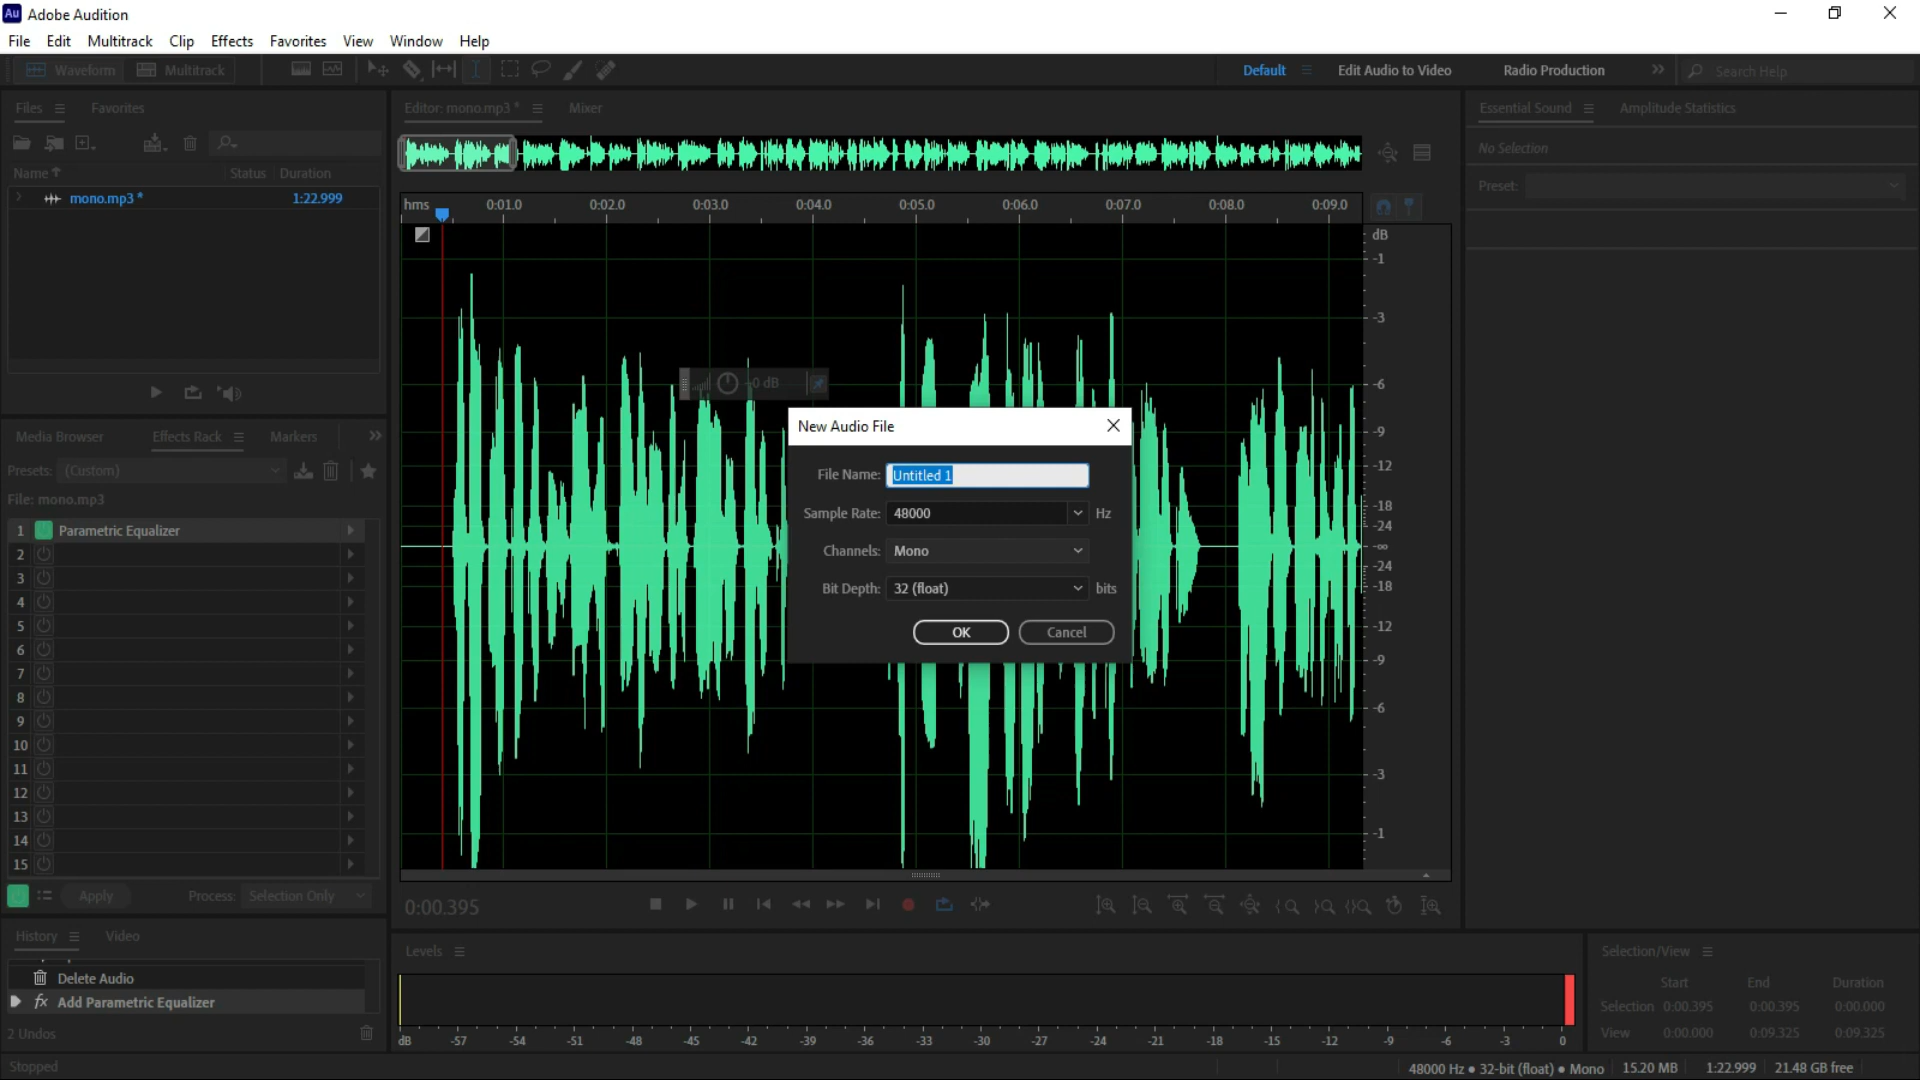 Au Adobe Audition
File Edit Multitrack Clip Effects Favorites View Window Help
Waveform Multitrack Default Edit Audio to Video Radio Production Search Help
Files Favorites
Name Status Duration
mono.mp3 * 1:22.999
Editor: mono.mp3 * Mixer
hms 0:01.0 0:02.0 0:03.0 0:04.0 0:05.0 0:06.0 0:07.0 0:08.0 0:09.0
dB
-1
-3
-6
-9
-12
-18
-24
-∞
-24
-18
-12
-9
-6
-3
-1
-0 dB
New Audio File
File Name: Untitled 1
Sample Rate: 48000 Hz
Channels: Mono
Bit Depth: 32 (float) bits
OK Cancel
Essential Sound Amplitude Statistics
No Selection
Preset:
Media Browser Effects Rack Markers
Presets: (Custom)
File: mono.mp3
1 Parametric Equalizer
2
3
4
5
6
7
8
9
10
11
12
13
14
15
Apply Process: Selection Only
0:00.395
History Video
Delete Audio
fx Add Parametric Equalizer
2 Undos
Levels
dB -57 -54 -51 -48 -45 -42 -39 -36 -33 -30 -27 -24 -21 -18 -15 -12 -9 -6 -3 0
Selection/View
Start End Duration
Selection 0:00.395 0:00.395 0:00.000
View 0:00.000 0:09.325 0:09.325
Stopped
48000 Hz ● 32-bit (float) ● Mono 15.20 MB 1:22.999 21.48 GB free